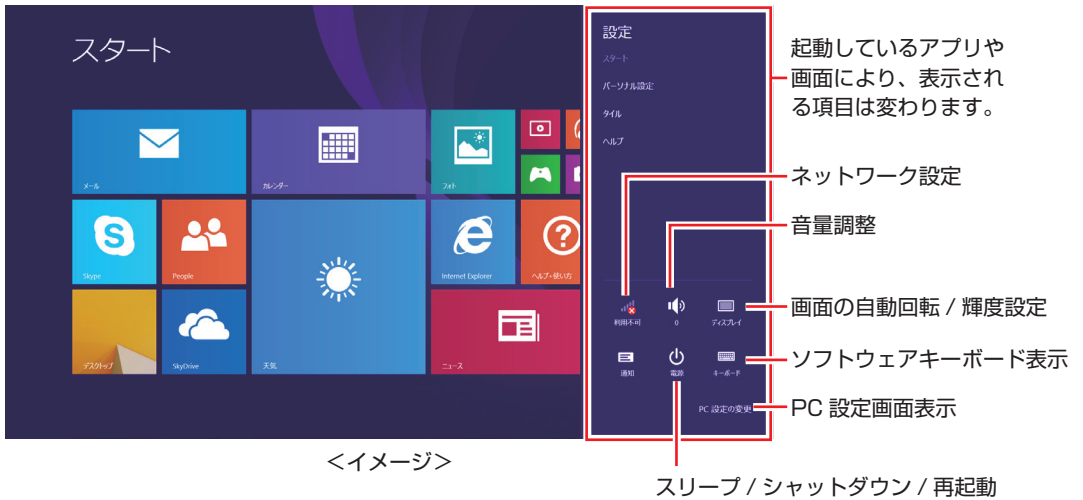 スタート
メール
カレンダー
フォト
Skype
People
Internet Explorer
ヘルプ+使い方
デスクトップ
SkyDrive
天気
ニュース
設定
スタート
パーソナル設定
タイル
ヘルプ
利用不可
0
ディスプレイ
通知
電源
キーボード
PC 設定の変更
起動しているアプリや
画面により、表示され
る項目は変わります。
ネットワーク設定
音量調整
画面の自動回転 / 輝度設定
ソフトウェアキーボード表示
PC 設定画面表示
スリープ / シャットダウン / 再起動
＜イメージ＞